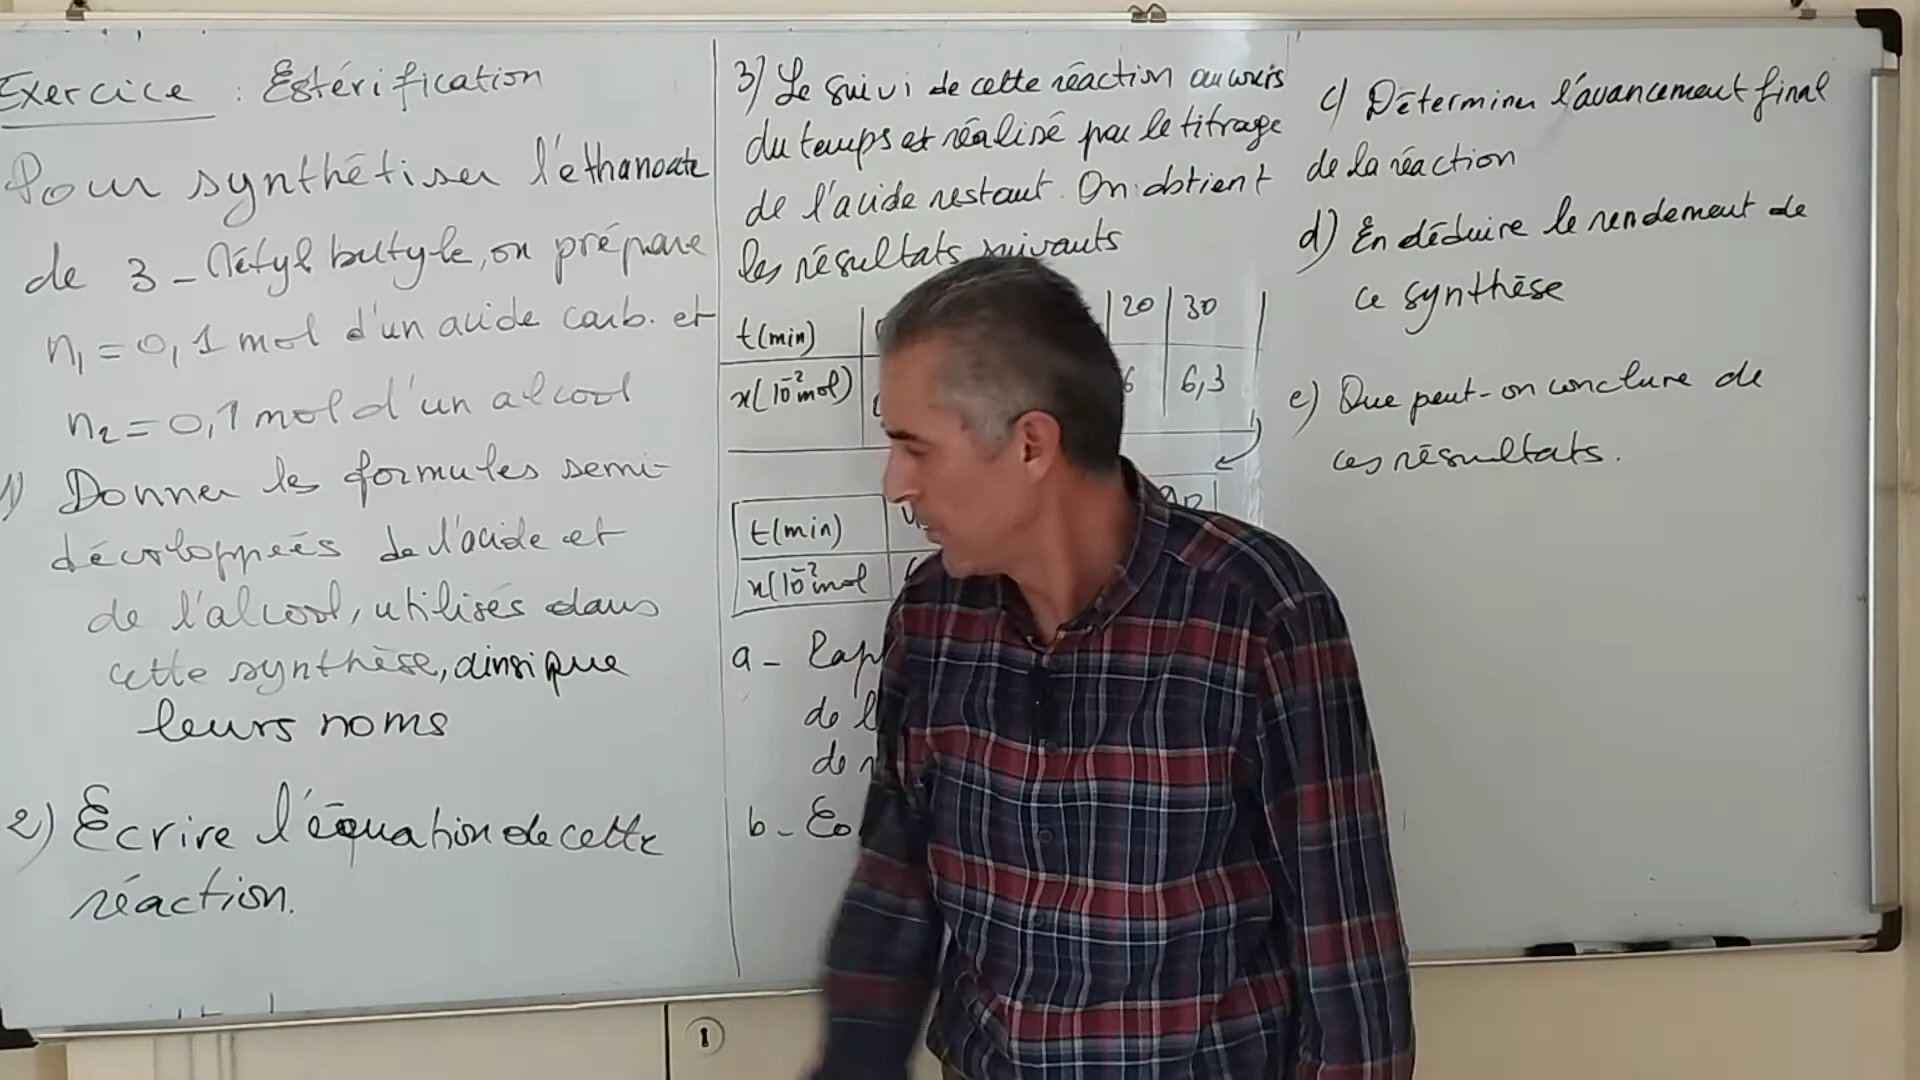 Exercice : Estérification
Pour synthétiser l'éthanoate
de 3-Métyl butyle, on prépare
n₁ = 0,1 mol d'un acide carb. et
n₂ = 0,1 mol d'un alcool
1) Donner les formules semi-
développées de l'acide et
de l'alcool, utilisés dans
cette synthèse, ainsi que
leurs noms
2) Ecrire l'équation de cette
réaction.
3) Le suivi de cette réaction au cours
du temps est réalisé par le titrage
de l'acide restant. On obtient
les résultats suivants
t(min) 20 30
x(10⁻²mol) 6 6,3
t(min)
x(10⁻²mol
a -
de
b -
c) Déterminer l'avancement final
de la réaction
d) En déduire le rendement de
ce synthèse
e) Que peut-on conclure de
ces résultats.